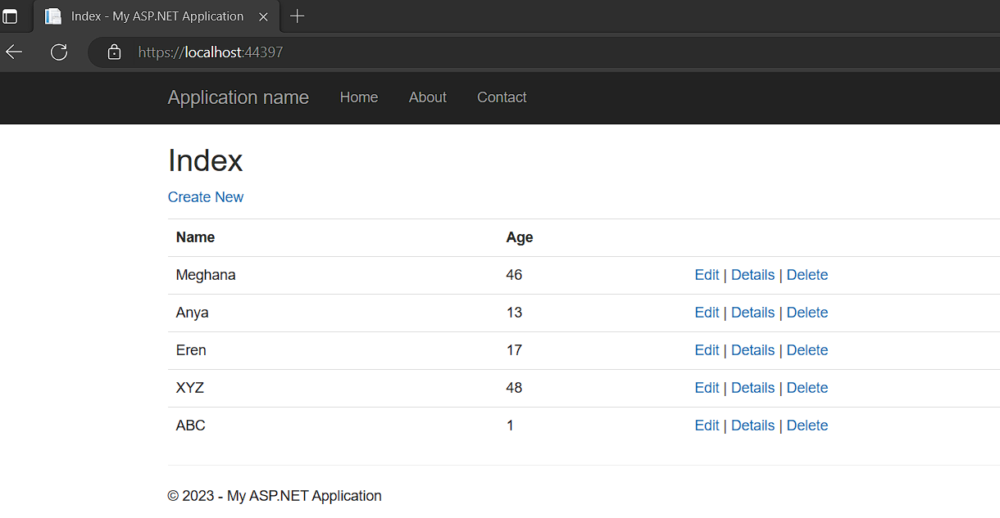 Index - My ASP.NET Application
https://localhost:44397
Application name Home About Contact
Index
Create New
Name Age
Meghana 46 Edit | Details | Delete
Anya 13 Edit | Details | Delete
Eren 17 Edit | Details | Delete
XYZ 48 Edit | Details | Delete
ABC 1 Edit | Details | Delete
© 2023 - My ASP.NET Application